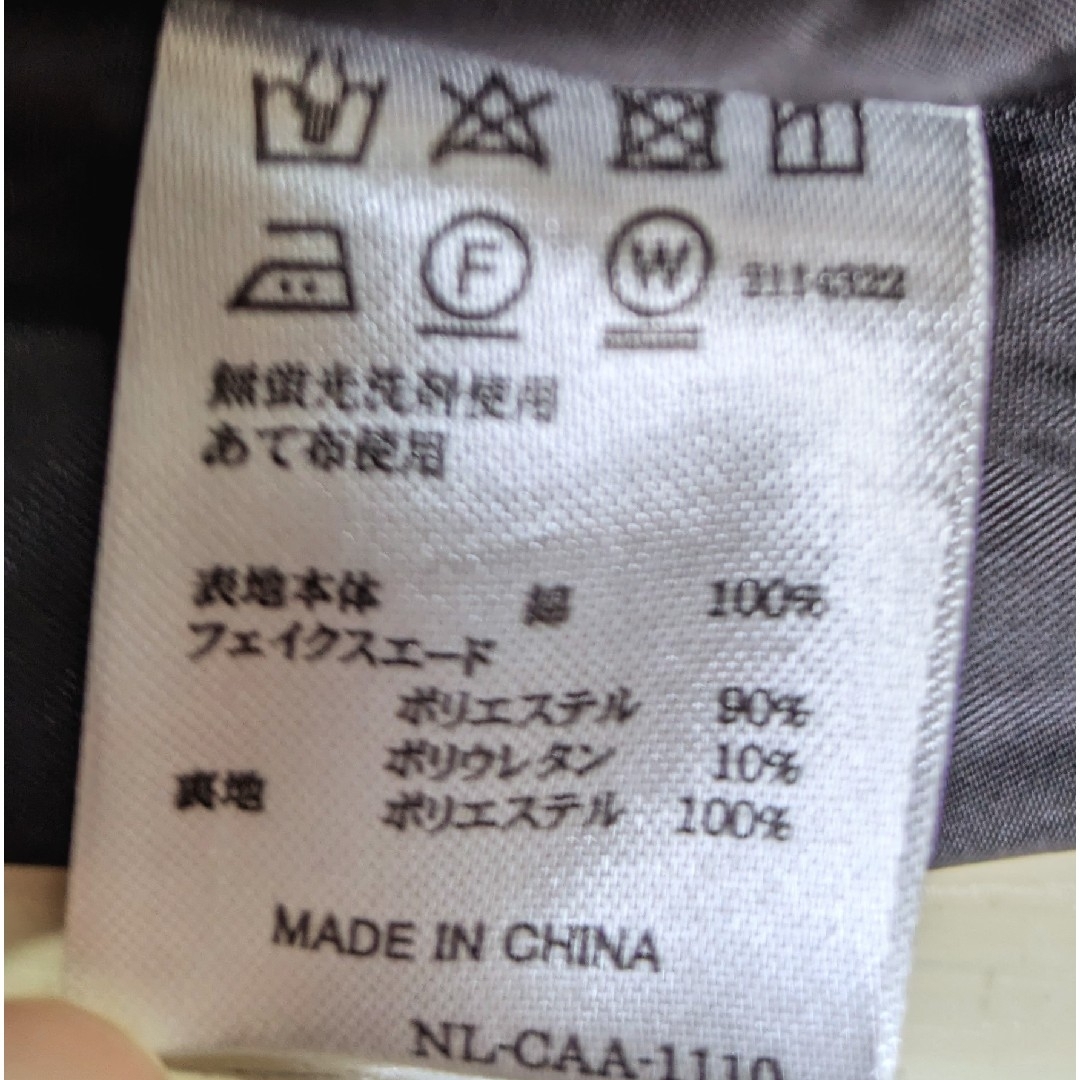 F
W
無蛍光洗剤使用
あて布使用
表地本体 綿 100%
フェイクスエード
ポリエステル 90%
ポリウレタン 10%
裏地 ポリエステル 100%
MADE IN CHINA
NL-CAA-1110